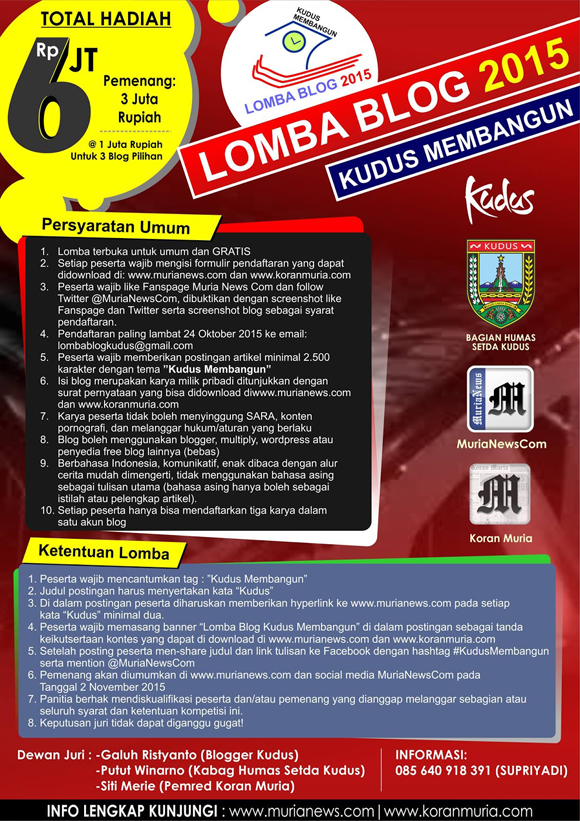 TOTAL HADIAH
Rp 6 JT
Pemenang:
3 Juta
Rupiah
@ 1 Juta Rupiah
Untuk 3 Blog Pilihan
KUDUS
MEMBANGUN
LOMBA BLOG 2015
LOMBA BLOG 2015
KUDUS MEMBANGUN
Kudus
KUDUS
BAGIAN HUMAS
SETDA KUDUS
MuriaNews
M
MuriaNewsCom
Koran Muria
M
Koran Muria
Persyaratan Umum
1. Lomba terbuka untuk umum dan GRATIS
2. Setiap peserta wajib mengisi formulir pendaftaran yang dapat
didownload di: www.murianews.com dan www.koranmuria.com
3. Peserta wajib like Fanspage Muria News Com dan follow
Twitter @MuriaNewsCom, dibuktikan dengan screenshot like
Fanspage dan Twitter serta screenshot blog sebagai syarat
pendaftaran.
4. Pendaftaran paling lambat 24 Oktober 2015 ke email:
lombablogkudus@gmail.com
5. Peserta wajib memberikan postingan artikel minimal 2.500
karakter dengan tema ”Kudus Membangun”
6. Isi blog merupakan karya milik pribadi ditunjukkan dengan
surat pernyataan yang bisa didownload diwww.murianews.com
dan www.koranmuria.com
7. Karya peserta tidak boleh menyinggung SARA, konten
pornografi, dan melanggar hukum/aturan yang berlaku
8. Blog boleh menggunakan blogger, multiply, wordpress atau
penyedia free blog lainnya (bebas)
9. Berbahasa Indonesia, komunikatif, enak dibaca dengan alur
cerita mudah dimengerti, tidak menggunakan bahasa asing
sebagai tulisan utama (bahasa asing hanya boleh sebagai
istilah atau pelengkap artikel).
10. Setiap peserta hanya bisa mendaftarkan tiga karya dalam
satu akun blog
Ketentuan Lomba
1. Peserta wajib mencantumkan tag : ”Kudus Membangun”
2. Judul postingan harus menyertakan kata “Kudus”
3. Di dalam postingan peserta diharuskan memberikan hyperlink ke www.murianews.com pada setiap
kata “Kudus” minimal dua.
4. Peserta wajib memasang banner “Lomba Blog Kudus Membangun” di dalam postingan sebagai tanda
keikutsertaan kontes yang dapat di download di www.murianews.com dan www.koranmuria.com
5. Setelah posting peserta men-share judul dan link tulisan ke Facebook dengan hashtag #KudusMembangun
serta mention @MuriaNewsCom
6. Pemenang akan diumumkan di www.murianews.com dan social media MuriaNewsCom pada
Tanggal 2 November 2015
7. Panitia berhak mendiskualifikasi peserta dan/atau pemenang yang dianggap melanggar sebagian atau
seluruh syarat dan ketentuan kompetisi ini.
8. Keputusan juri tidak dapat diganggu gugat!
Dewan Juri : -Galuh Ristyanto (Blogger Kudus)
-Putut Winarno (Kabag Humas Setda Kudus)
-Siti Merie (Pemred Koran Muria)
INFORMASI:
085 640 918 391 (SUPRIYADI)
INFO LENGKAP KUNJUNGI : www.murianews.com | www.koranmuria.com